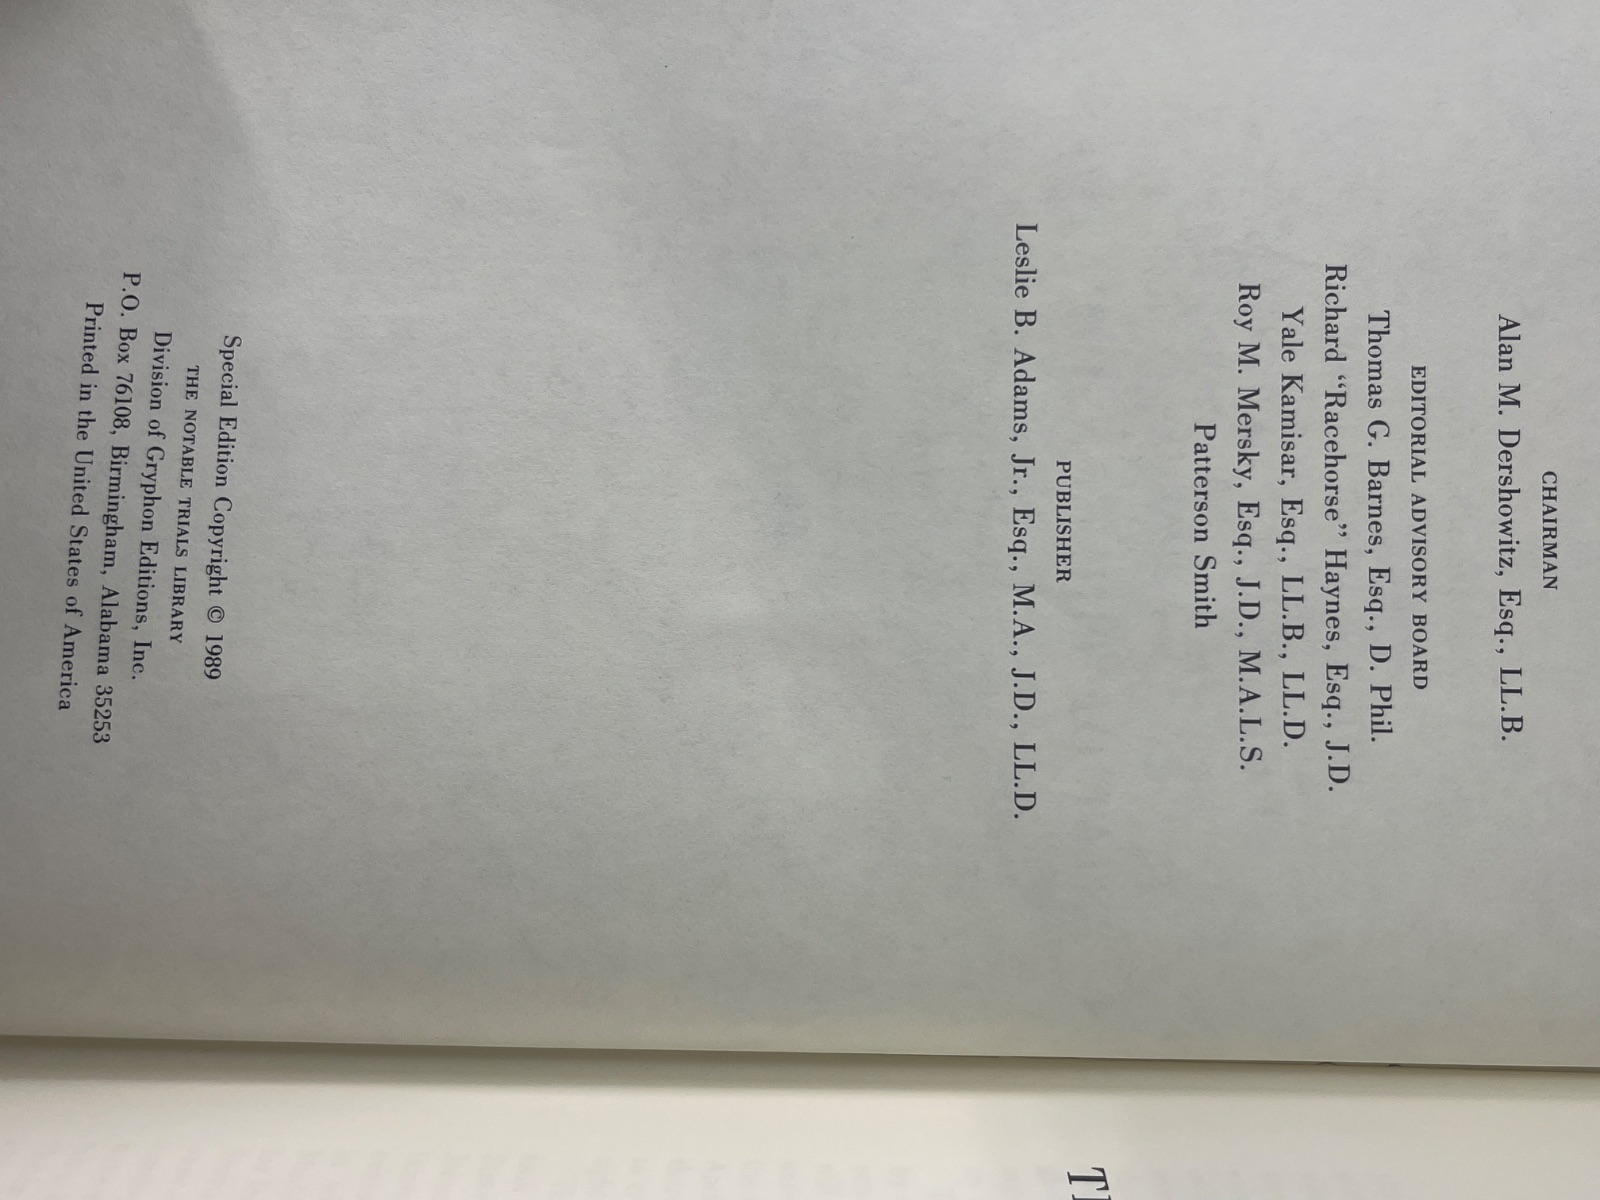 CHAIRMAN
Alan M. Dershowitz, Esq., LL.B.
EDITORIAL ADVISORY BOARD
Thomas G. Barnes, Esq., D. Phil.
Richard “Racehorse” Haynes, Esq., J.D.
Yale Kamisar, Esq., LL.B., LL.D.
Roy M. Mersky, Esq., J.D., M.A.L.S.
Patterson Smith
PUBLISHER
Leslie B. Adams, Jr., Esq., M.A., J.D., LL.D.
Special Edition Copyright © 1989
THE NOTABLE TRIALS LIBRARY
Division of Gryphon Editions, Inc.
P.O. Box 76108, Birmingham, Alabama 35253
Printed in the United States of America